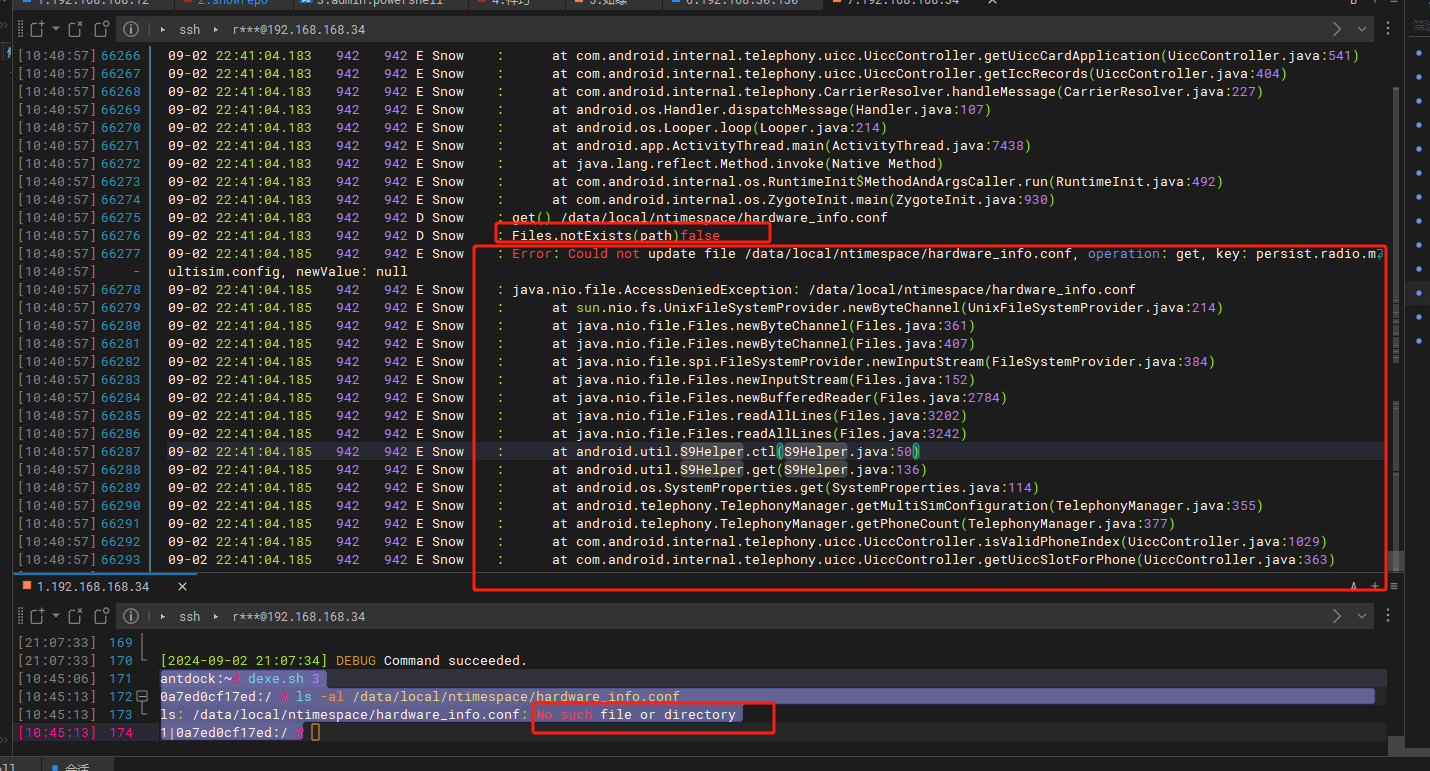 ssh r***@192.168.168.34
[10:40:57] 66266 09-02 22:41:04.183 942 942 E Snow : at com.android.internal.telephony.uicc.UiccController.getUiccCardApplication(UiccController.java:541)
[10:40:57] 66267 09-02 22:41:04.183 942 942 E Snow : at com.android.internal.telephony.uicc.UiccController.getIccRecords(UiccController.java:404)
[10:40:57] 66268 09-02 22:41:04.183 942 942 E Snow : at com.android.internal.telephony.CarrierResolver.handleMessage(CarrierResolver.java:227)
[10:40:57] 66269 09-02 22:41:04.183 942 942 E Snow : at android.os.Handler.dispatchMessage(Handler.java:107)
[10:40:57] 66270 09-02 22:41:04.183 942 942 E Snow : at android.os.Looper.loop(Looper.java:214)
[10:40:57] 66271 09-02 22:41:04.183 942 942 E Snow : at android.app.ActivityThread.main(ActivityThread.java:7438)
[10:40:57] 66272 09-02 22:41:04.183 942 942 E Snow : at java.lang.reflect.Method.invoke(Native Method)
[10:40:57] 66273 09-02 22:41:04.183 942 942 E Snow : at com.android.internal.os.RuntimeInit$MethodAndArgsCaller.run(RuntimeInit.java:492)
[10:40:57] 66274 09-02 22:41:04.183 942 942 E Snow : at com.android.internal.os.ZygoteInit.main(ZygoteInit.java:930)
[10:40:57] 66275 09-02 22:41:04.183 942 942 D Snow : get() /data/local/ntimespace/hardware_info.conf
[10:40:57] 66276 09-02 22:41:04.183 942 942 D Snow : Files.notExists(path)false
[10:40:57] 66277 09-02 22:41:04.185 942 942 E Snow : Error: Could not update file /data/local/ntimespace/hardware_info.conf, operation: get, key: persist.radio.m
[10:40:57] - ultisim.config, newValue: null
[10:40:57] 66278 09-02 22:41:04.185 942 942 E Snow : java.nio.file.AccessDeniedException: /data/local/ntimespace/hardware_info.conf
[10:40:57] 66279 09-02 22:41:04.185 942 942 E Snow : at sun.nio.fs.UnixFileSystemProvider.newByteChannel(UnixFileSystemProvider.java:214)
[10:40:57] 66280 09-02 22:41:04.185 942 942 E Snow : at java.nio.file.Files.newByteChannel(Files.java:361)
[10:40:57] 66281 09-02 22:41:04.185 942 942 E Snow : at java.nio.file.Files.newByteChannel(Files.java:407)
[10:40:57] 66282 09-02 22:41:04.185 942 942 E Snow : at java.nio.file.spi.FileSystemProvider.newInputStream(FileSystemProvider.java:384)
[10:40:57] 66283 09-02 22:41:04.185 942 942 E Snow : at java.nio.file.Files.newInputStream(Files.java:152)
[10:40:57] 66284 09-02 22:41:04.185 942 942 E Snow : at java.nio.file.Files.newBufferedReader(Files.java:2784)
[10:40:57] 66285 09-02 22:41:04.185 942 942 E Snow : at java.nio.file.Files.readAllLines(Files.java:3202)
[10:40:57] 66286 09-02 22:41:04.185 942 942 E Snow : at java.nio.file.Files.readAllLines(Files.java:3242)
[10:40:57] 66287 09-02 22:41:04.185 942 942 E Snow : at android.util.S9Helper.ctl(S9Helper.java:50)
[10:40:57] 66288 09-02 22:41:04.185 942 942 E Snow : at android.util.S9Helper.get(S9Helper.java:136)
[10:40:57] 66289 09-02 22:41:04.185 942 942 E Snow : at android.os.SystemProperties.get(SystemProperties.java:114)
[10:40:57] 66290 09-02 22:41:04.185 942 942 E Snow : at android.telephony.TelephonyManager.getMultiSimConfiguration(TelephonyManager.java:355)
[10:40:57] 66291 09-02 22:41:04.185 942 942 E Snow : at android.telephony.TelephonyManager.getPhoneCount(TelephonyManager.java:377)
[10:40:57] 66292 09-02 22:41:04.185 942 942 E Snow : at com.android.internal.telephony.uicc.UiccController.isValidPhoneIndex(UiccController.java:1029)
[10:40:57] 66293 09-02 22:41:04.185 942 942 E Snow : at com.android.internal.telephony.uicc.UiccController.getUiccSlotForPhone(UiccController.java:363)
1.192.168.168.34
ssh r***@192.168.168.34
[21:07:33] 169
[21:07:33] 170 [2024-09-02 21:07:34] DEBUG Command succeeded.
[10:45:06] 171 antdock:~# dexe.sh 3
[10:45:13] 172 0a7ed0cf17ed:/ # ls -al /data/local/ntimespace/hardware_info.conf
[10:45:13] 173 ls: /data/local/ntimespace/hardware_info.conf: No such file or directory
[10:45:13] 174 1|0a7ed0cf17ed:/ #